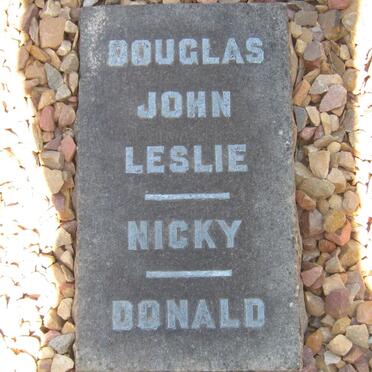 DOUGLAS
JOHN
LESLIE
NICKY
DONALD